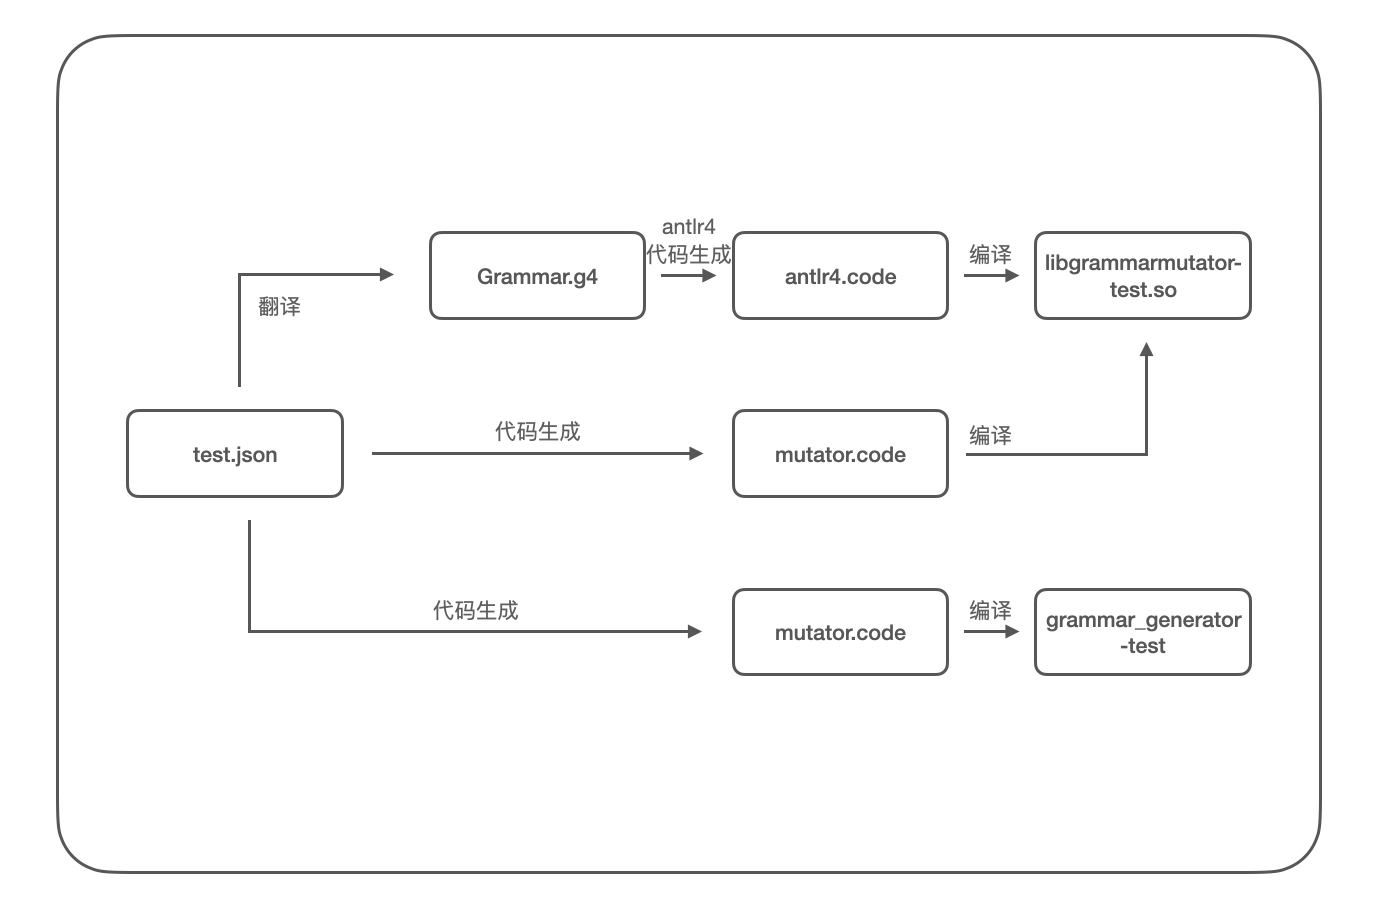 antlr4
代码生成
编译
Grammar.g4
antlr4.code
libgrammarmutator-
test.so
翻译
代码生成
编译
test.json
mutator.code
代码生成
编译
mutator.code
grammar_generator
-test